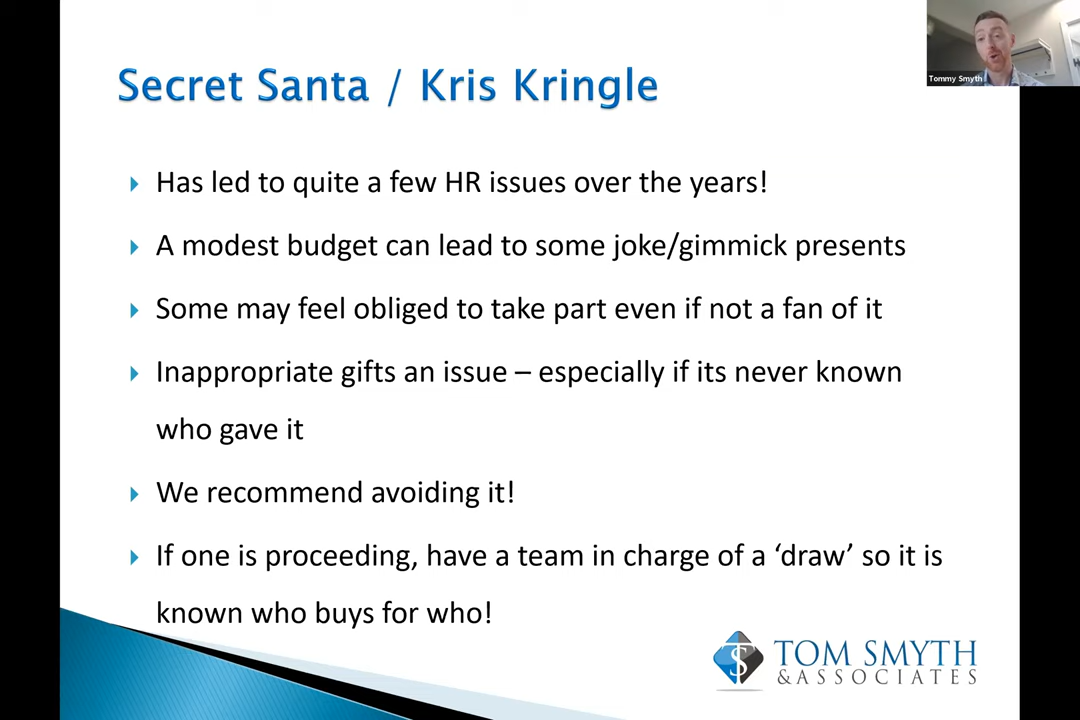 Tommy Smyth
Secret Santa / Kris Kringle
Has led to quite a few HR issues over the years!
A modest budget can lead to some joke/gimmick presents
Some may feel obliged to take part even if not a fan of it
Inappropriate gifts an issue – especially if its never known
who gave it
We recommend avoiding it!
If one is proceeding, have a team in charge of a ‘draw’ so it is
known who buys for who!
TOM SMYTH
& ASSOCIATES